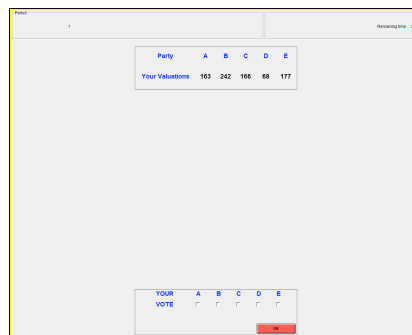 Period
1
Remaining time
Party A B C D E
Your Valuations 163 242 166 68 177
YOUR A B C D E
VOTE
OK